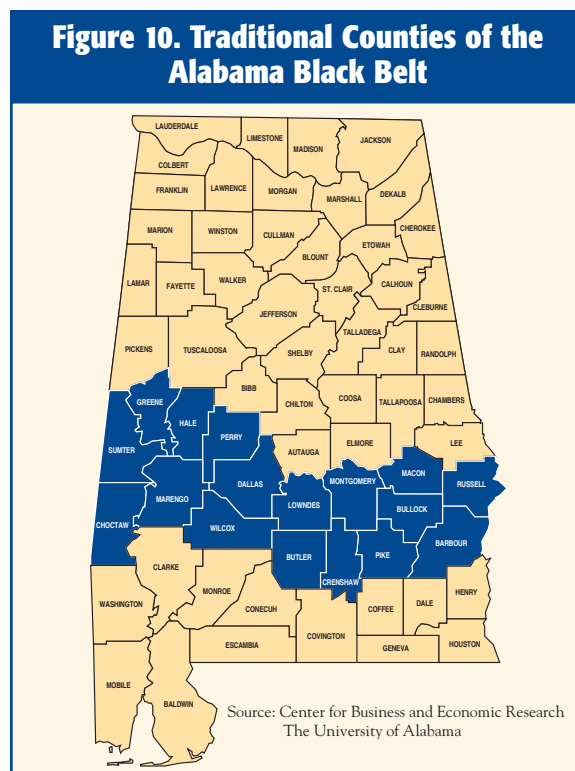 Figure 10. Traditional Counties of the
Alabama Black Belt
LAUDERDALE
LIMESTONE
MADISON
JACKSON
COLBERT
FRANKLIN
LAWRENCE
MORGAN
MARSHALL
DEKALB
MARION
WINSTON
CULLMAN
BLOUNT
ETOWAH
CHEROKEE
LAMAR
FAYETTE
WALKER
ST. CLAIR
CALHOUN
CLEBURNE
JEFFERSON
TALLADEGA
PICKENS
TUSCALOOSA
SHELBY
CLAY
RANDOLPH
BIBB
CHILTON
COOSA
TALLAPOOSA
CHAMBERS
GREENE
HALE
PERRY
AUTAUGA
ELMORE
LEE
SUMTER
MARENGO
DALLAS
LOWNDES
MONTGOMERY
MACON
RUSSELL
BULLOCK
CHOCTAW
WILCOX
BUTLER
CRENSHAW
PIKE
BARBOUR
CLARKE
MONROE
CONECUH
COFFEE
DALE
HENRY
WASHINGTON
COVINGTON
ESCAMBIA
GENEVA
HOUSTON
MOBILE
BALDWIN
Source: Center for Business and Economic Research
The University of Alabama